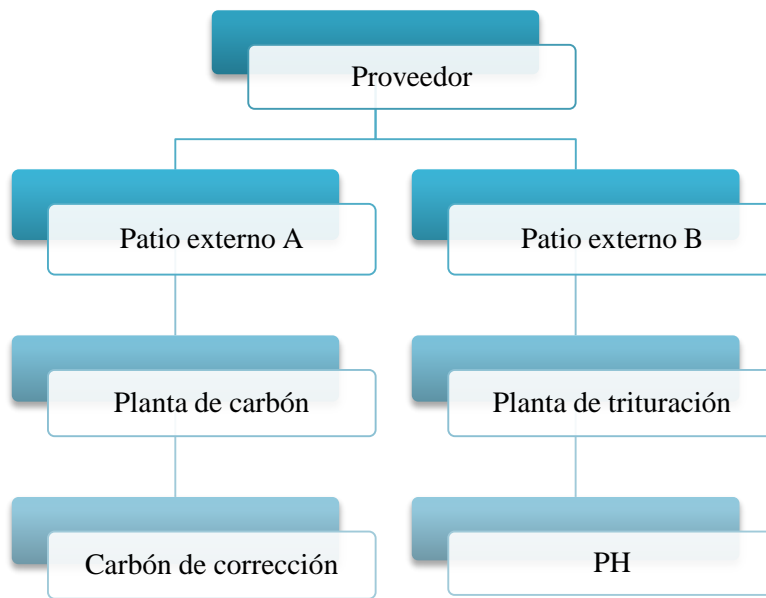 Proveedor
Patio externo A
Patio externo B
Planta de carbón
Planta de trituración
Carbón de corrección
PH